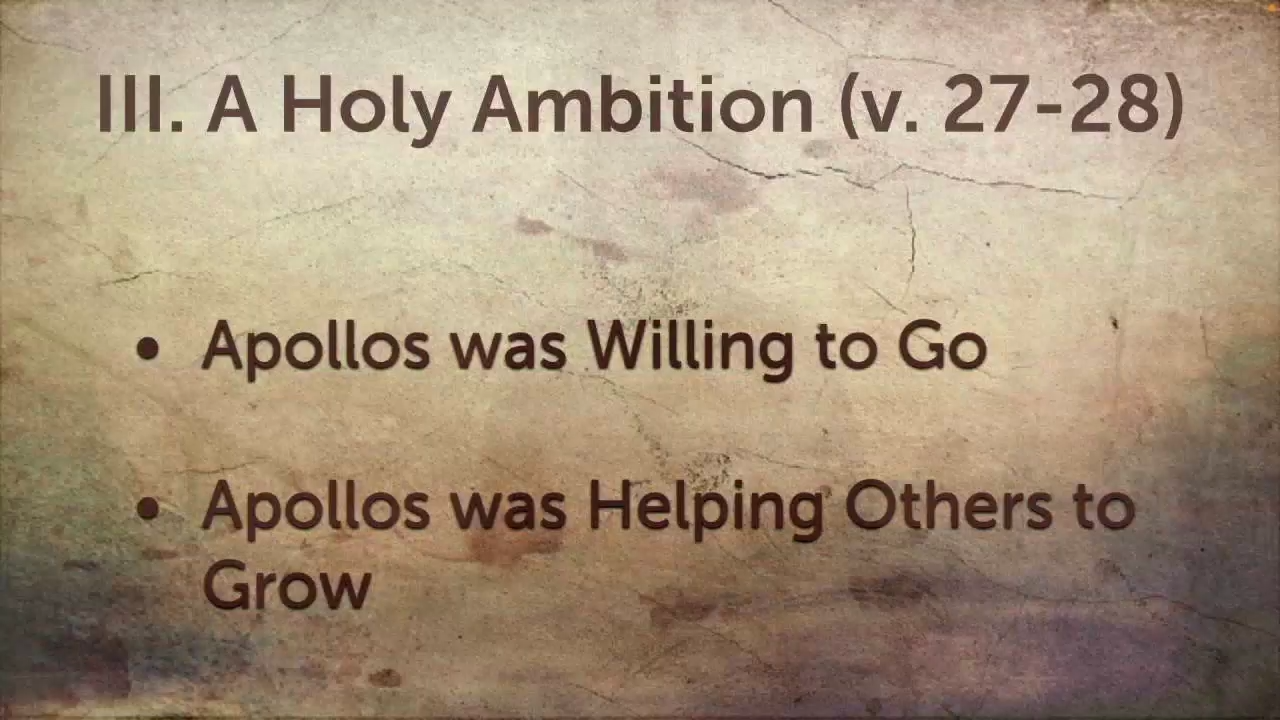 III. A Holy Ambition (v. 27-28)
• Apollos was Willing to Go
• Apollos was Helping Others to
Grow